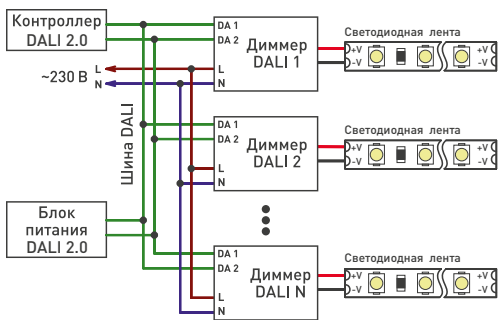 Контроллер
DALI 2.0
~230 В
L
N
Шина DALI
Блок
питания
DALI 2.0
DA 1
DA 2
L
N
Диммер
DALI 1
Светодиодная лента
+V
-V
+V
-V
DA 1
DA 2
L
N
Диммер
DALI 2
Светодиодная лента
+V
-V
+V
-V
DA 1
DA 2
L
N
Диммер
DALI N
Светодиодная лента
+V
-V
+V
-V